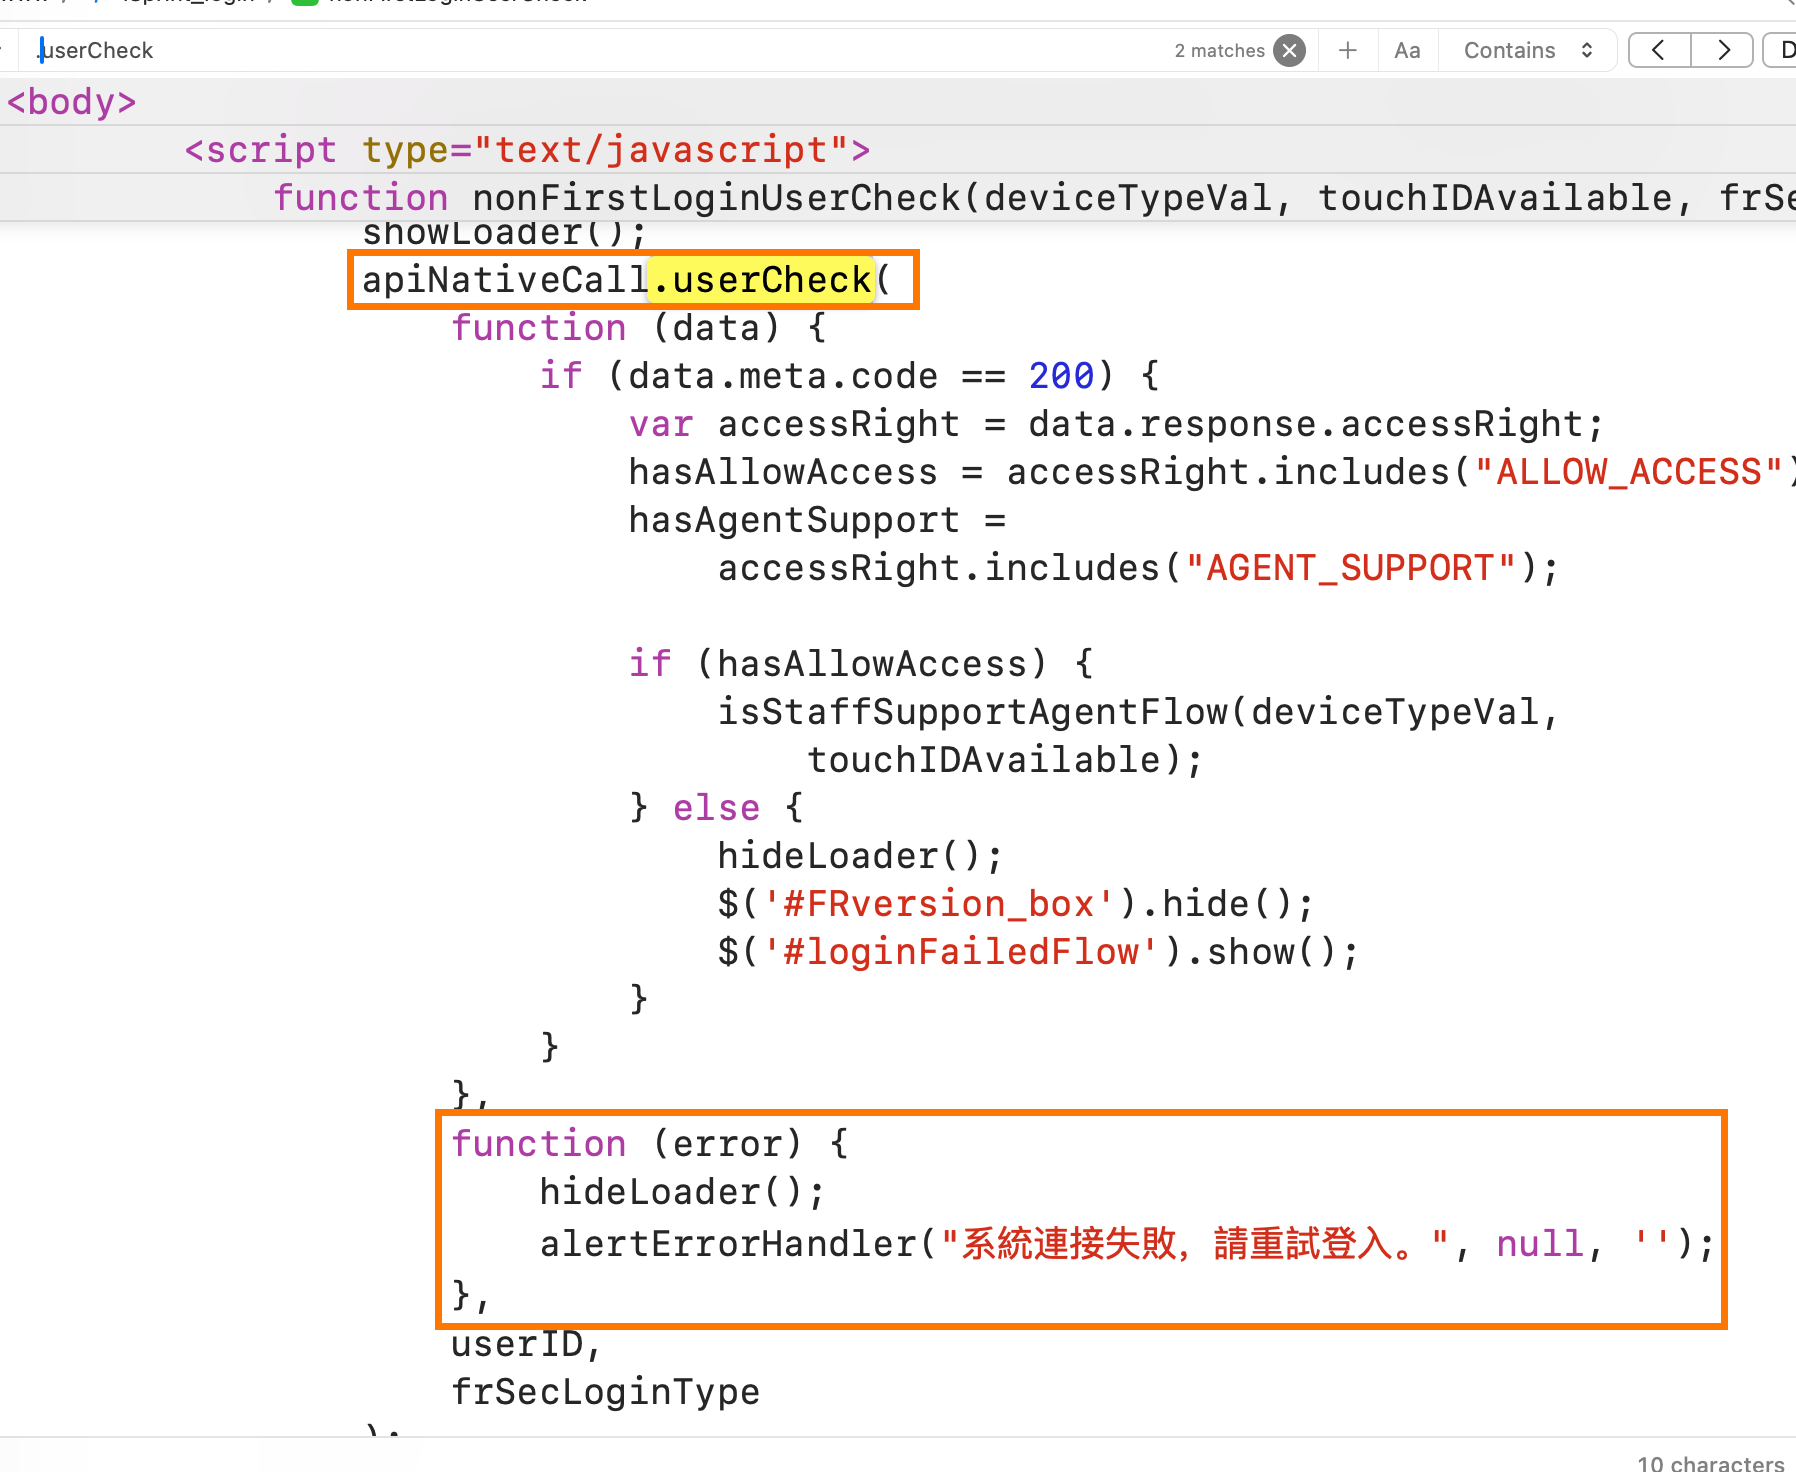 .userCheck
2 matches
Aa
Contains
<body>
<script type="text/javascript">
function nonFirstLoginUserCheck(deviceTypeVal, touchIDAvailable, frSe
showLoader();
apiNativeCall.userCheck(
function (data) {
if (data.meta.code == 200) {
var accessRight = data.response.accessRight;
hasAllowAccess = accessRight.includes("ALLOW_ACCESS")
hasAgentSupport =
accessRight.includes("AGENT_SUPPORT");
if (hasAllowAccess) {
isStaffSupportAgentFlow(deviceTypeVal,
touchIDAvailable);
} else {
hideLoader();
$('#FRversion_box').hide();
$('#loginFailedFlow').show();
}
}
},
function (error) {
hideLoader();
alertErrorHandler("系統連接失敗，請重試登入。", null, '');
},
userID,
frSecLoginType
);
10 characters